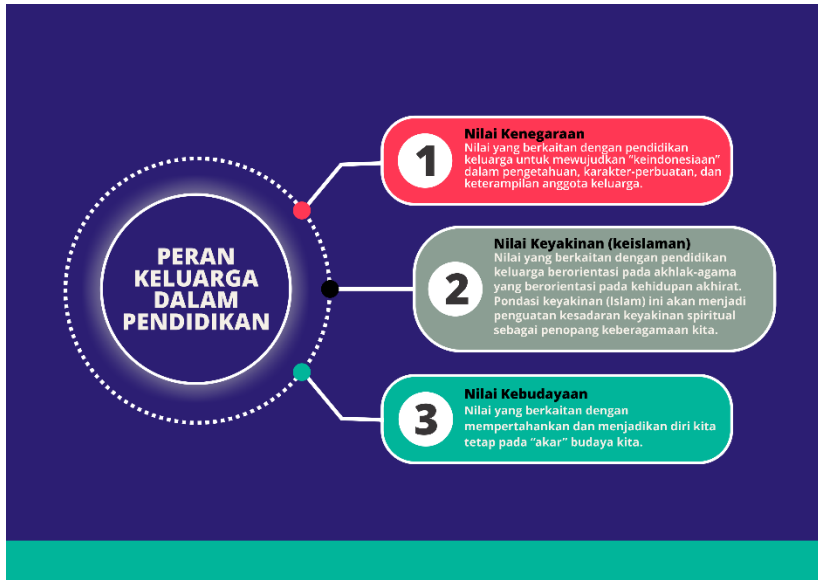 PERAN
KELUARGA
DALAM
PENDIDIKAN
1
Nilai Kenegaraan
Nilai yang berkaitan dengan pendidikan
keluarga untuk mewujudkan "keindonesiaan"
dalam pengetahuan, karakter-perbuatan, dan
keterampilan anggota keluarga.
2
Nilai Keyakinan (keislaman)
Nilai yang berkaitan dengan pendidikan
keluarga berorientasi pada akhlak-agama
yang berorientasi pada kehidupan akhirat.
Pondasi keyakinan (Islam) ini akan menjadi
penguatan kesadaran keyakinan spiritual
sebagai penopang keberagamaan kita.
3
Nilai Kebudayaan
Nilai yang berkaitan dengan
mempertahankan dan menjadikan diri kita
tetap pada "akar" budaya kita.